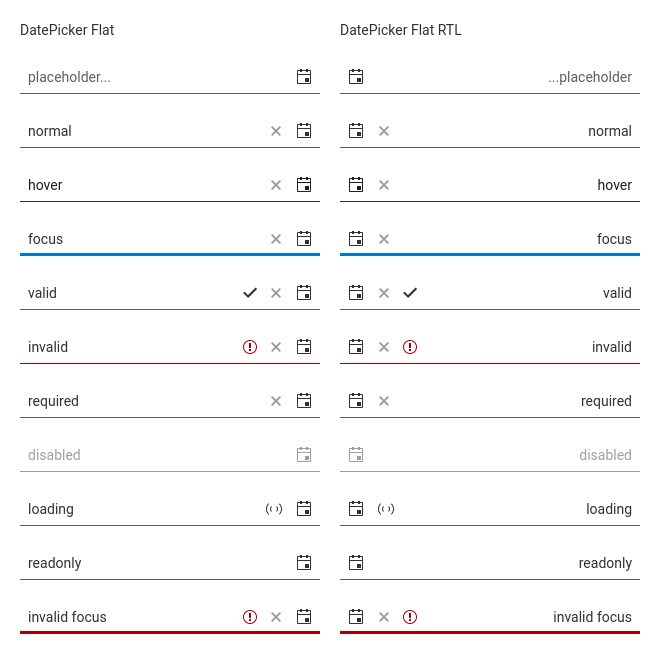 DatePicker Flat
placeholder...
normal
hover
focus
valid
invalid
required
disabled
loading
readonly
invalid focus
DatePicker Flat RTL
...placeholder
normal
hover
focus
valid
invalid
required
disabled
loading
readonly
invalid focus